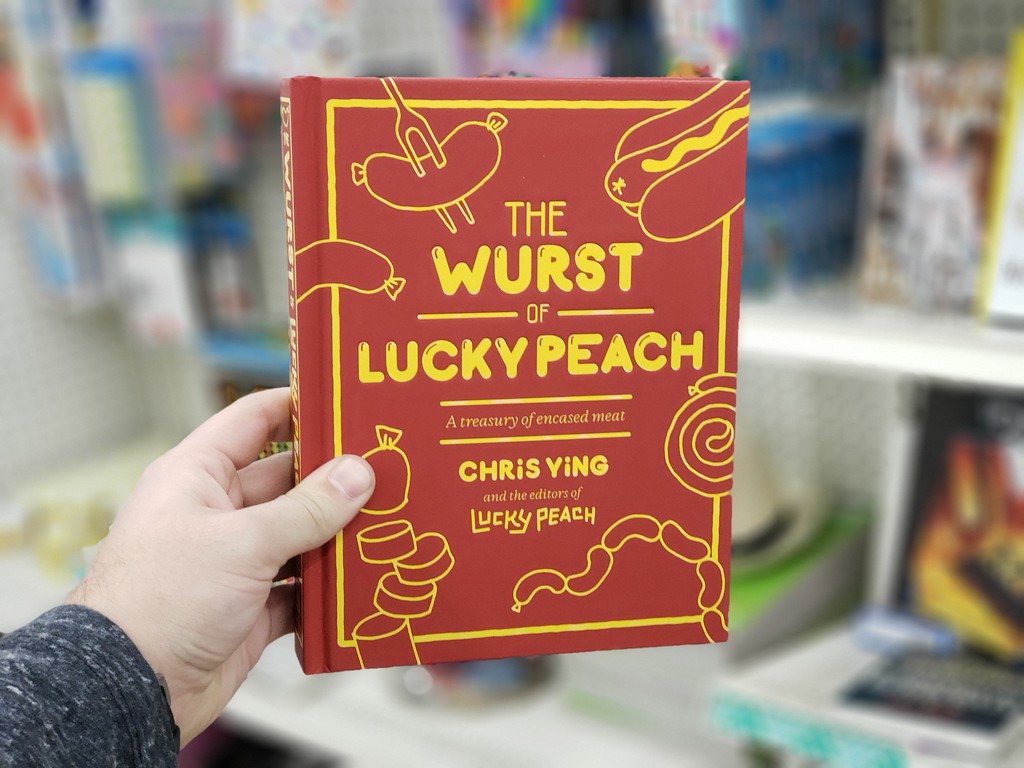 THE
WURST
OF
LUCKY PEACH
A treasury of encased meat
CHRiS YiNG
and the editors of
LUCKY PEACH